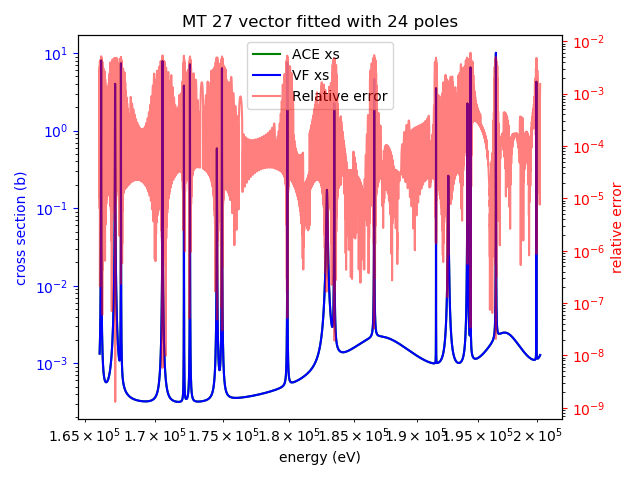 MT 27 vector fitted with 24 poles
ACE xs
VF xs
Relative error
cross section (b)
10¹
10⁰
10⁻¹
10⁻²
10⁻³
relative error
10⁻²
10⁻³
10⁻⁴
10⁻⁵
10⁻⁶
10⁻⁷
10⁻⁸
10⁻⁹
1.65×10⁵ 1.7×10⁵ 1.75×10⁵ 1.8×10⁵ 1.85×10⁵ 1.9×10⁵ 1.95×10⁵ 2×10⁵
energy (eV)